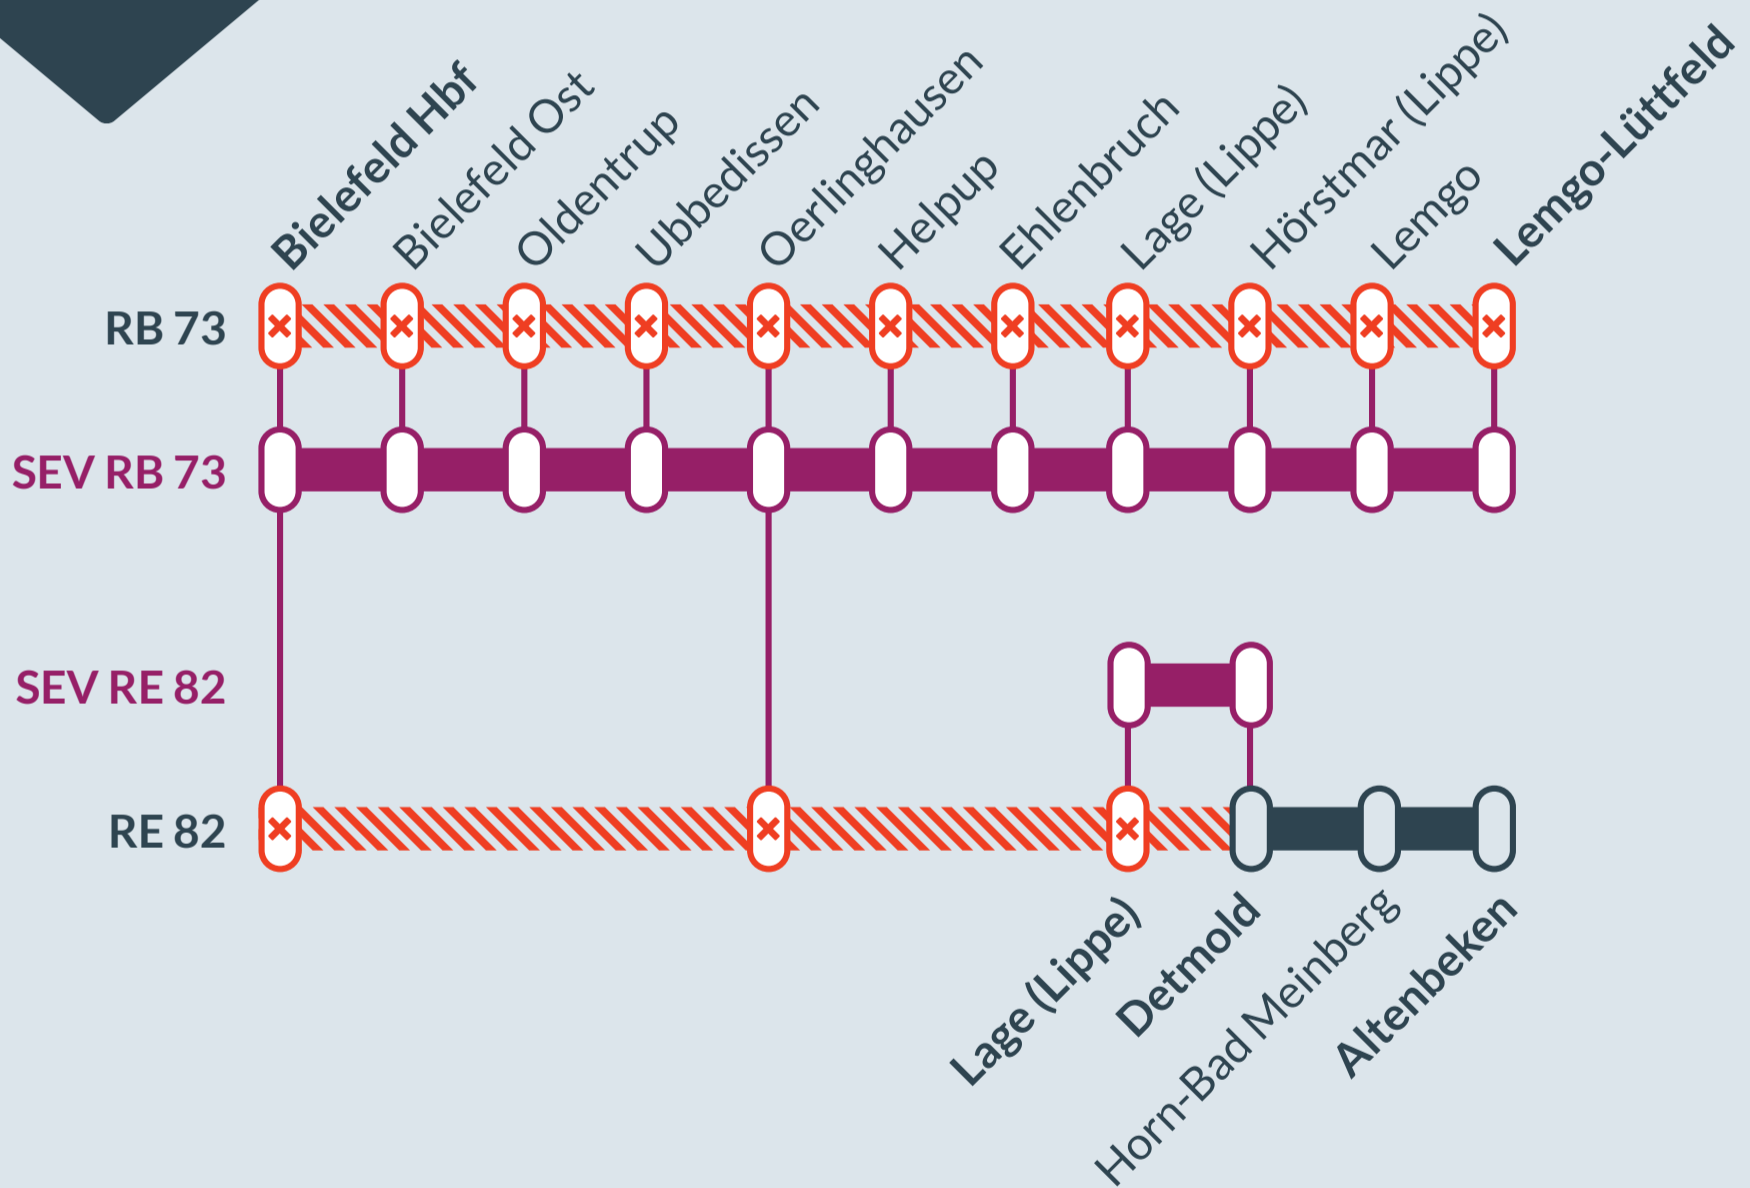 Bielefeld Hbf
Bielefeld Ost
Oldentrup
Ubbedissen
Oerlinghausen
Helpup
Ehlenbruch
Lage (Lippe)
Hörstmar (Lippe)
Lemgo
Lemgo-Lüttfeld
RB 73
SEV RB 73
SEV RE 82
RE 82
Lage (Lippe)
Detmold
Horn-Bad Meinberg
Altenbeken